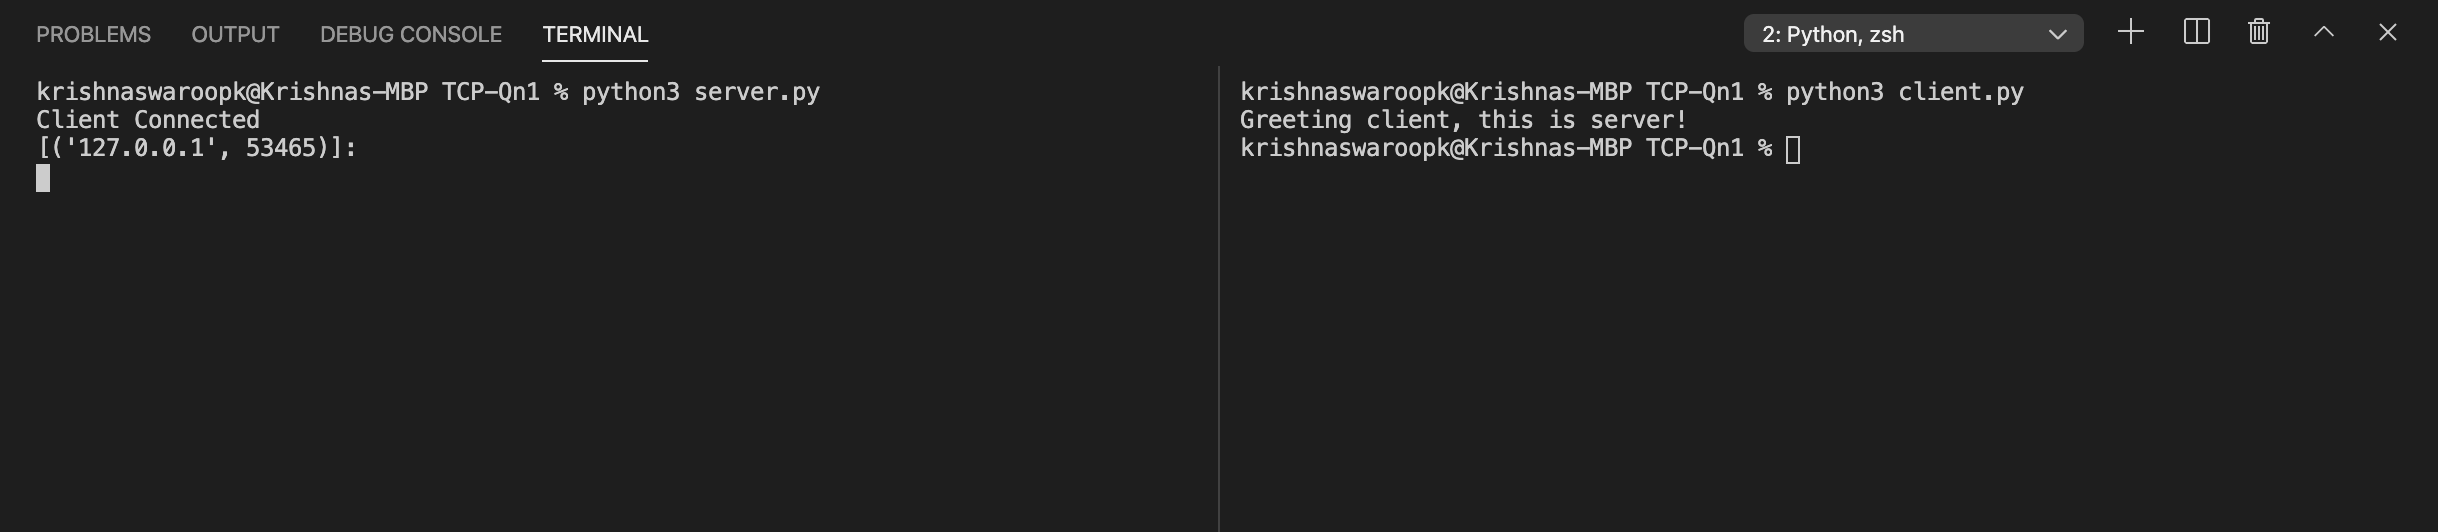 PROBLEMS OUTPUT DEBUG CONSOLE TERMINAL 2: Python, zsh
krishnaswaroopk@Krishnas-MBP TCP-Qn1 % python3 server.py
Client Connected
[('127.0.0.1', 53465)]:
krishnaswaroopk@Krishnas-MBP TCP-Qn1 % python3 client.py
Greeting client, this is server!
krishnaswaroopk@Krishnas-MBP TCP-Qn1 %